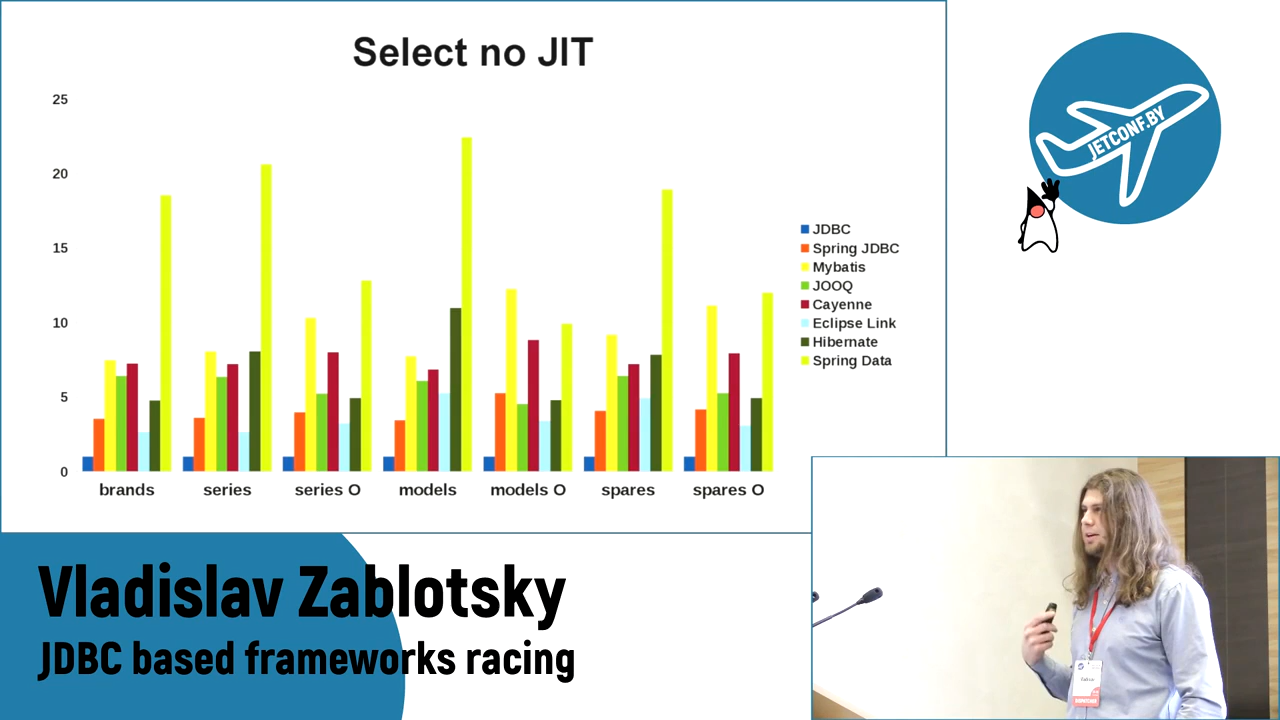 Select no JIT
25
20
15
10
5
0
brands series series O models models O spares spares O
JDBC
Spring JDBC
Mybatis
JOOQ
Cayenne
Eclipse Link
Hibernate
Spring Data
JETCONF.BY
Vladislav Zablotsky
JDBC based frameworks racing